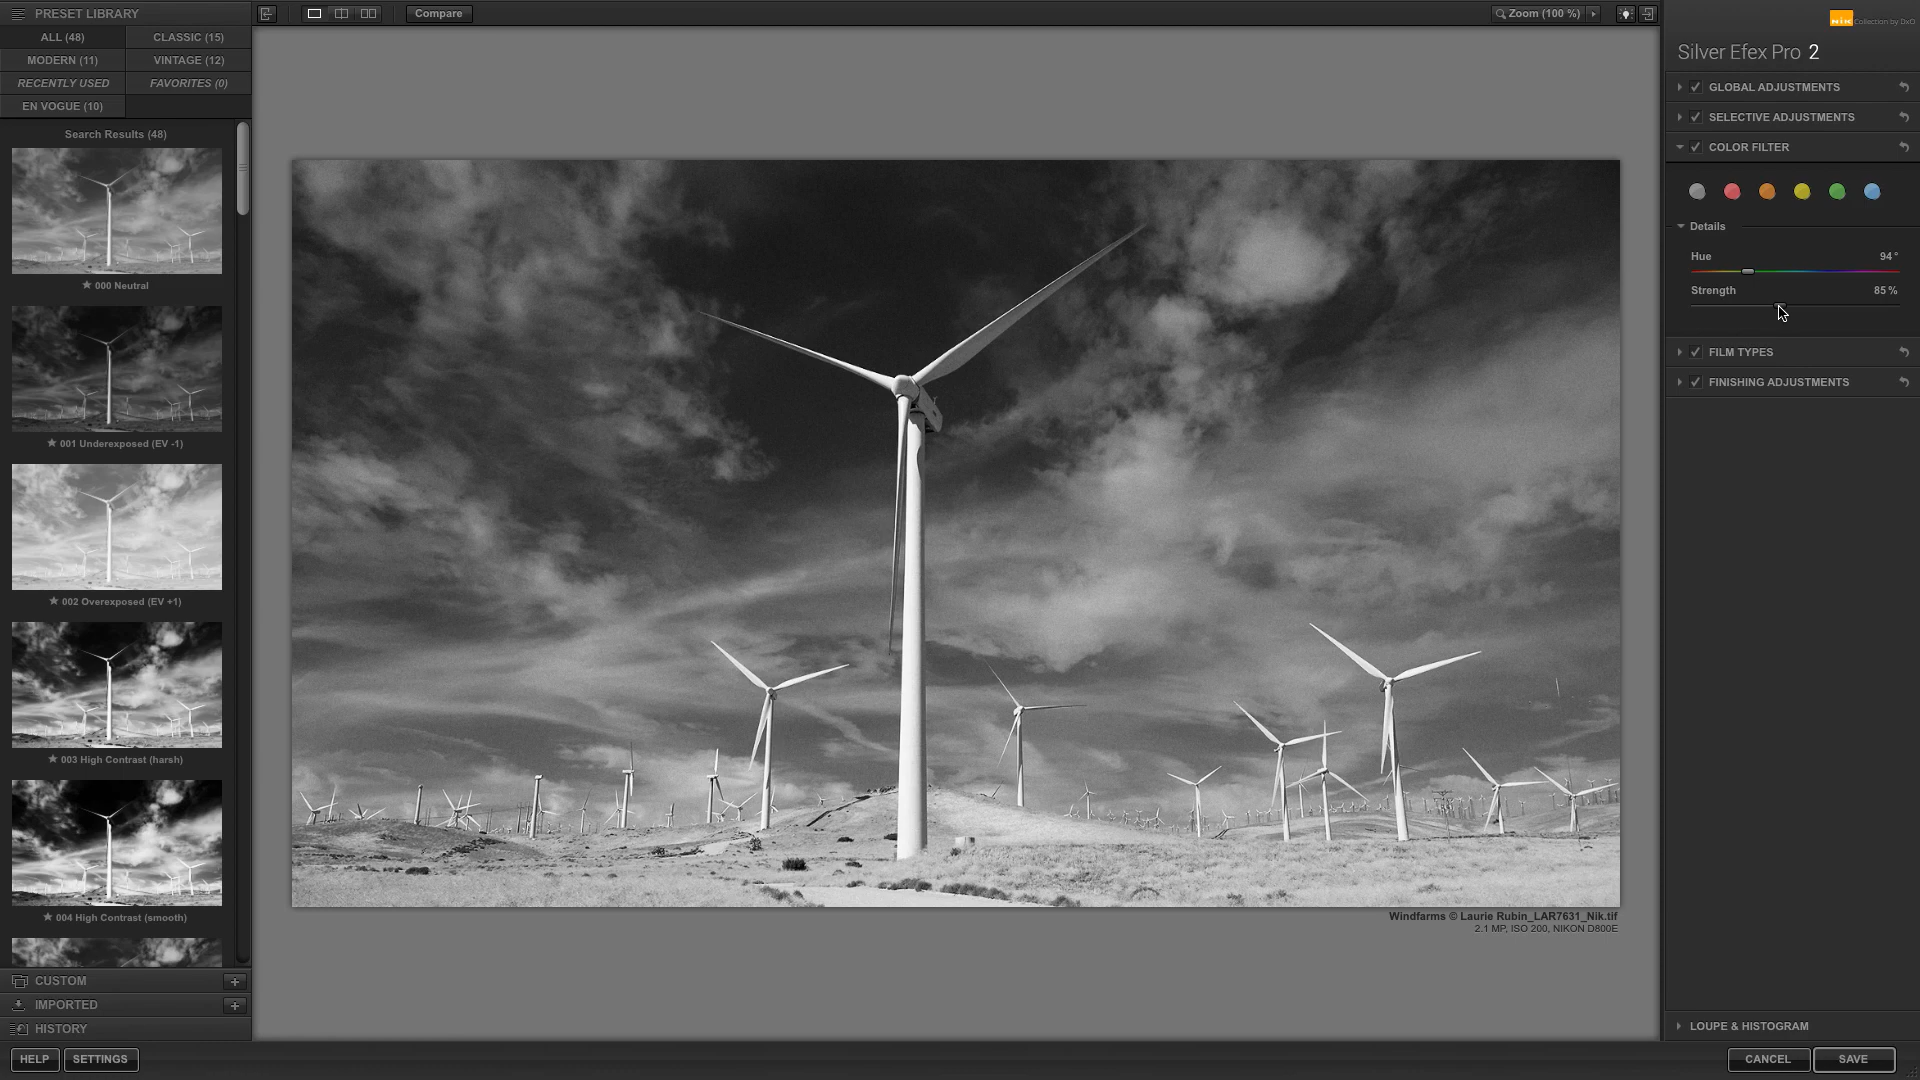 PRESET LIBRARY
ALL (48)
CLASSIC (15)
MODERN (11)
VINTAGE (12)
RECENTLY USED
FAVORITES (0)
EN VOGUE (10)
Search Results (48)
000 Neutral
001 Underexposed (EV -1)
002 Overexposed (EV +1)
003 High Contrast (harsh)
004 High Contrast (smooth)
CUSTOM
IMPORTED
HISTORY
HELP
SETTINGS
Compare
Zoom (100 %)
Windfarms © Laurie Rubin_LAR7631_Nik.tif
2.1 MP, ISO 200, NIKON D800E
Nik Collection by DxO
Silver Efex Pro 2
GLOBAL ADJUSTMENTS
SELECTIVE ADJUSTMENTS
COLOR FILTER
Details
Hue 94 °
Strength 85 %
FILM TYPES
FINISHING ADJUSTMENTS
LOUPE & HISTOGRAM
CANCEL
SAVE